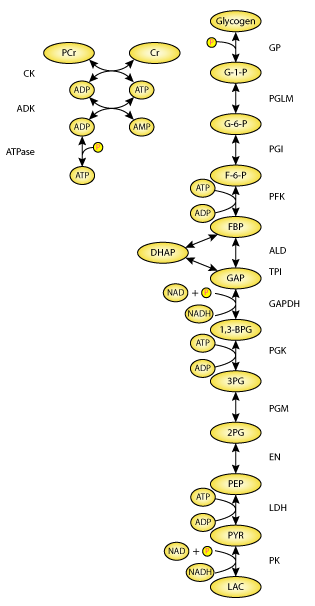 Glycogen
P
GP
PCr
Cr
CK
G-1-P
ADP
ATP
PGLM
ADK
G-6-P
ADP
AMP
PGI
ATPase
P
F-6-P
ATP
ATP
PFK
ADP
FBP
DHAP
ALD
TPI
GAP
NAD + P
GAPDH
NADH
1,3-BPG
ATP
PGK
ADP
3PG
PGM
2PG
EN
PEP
ATP
LDH
ADP
PYR
NAD + P
PK
NADH
LAC